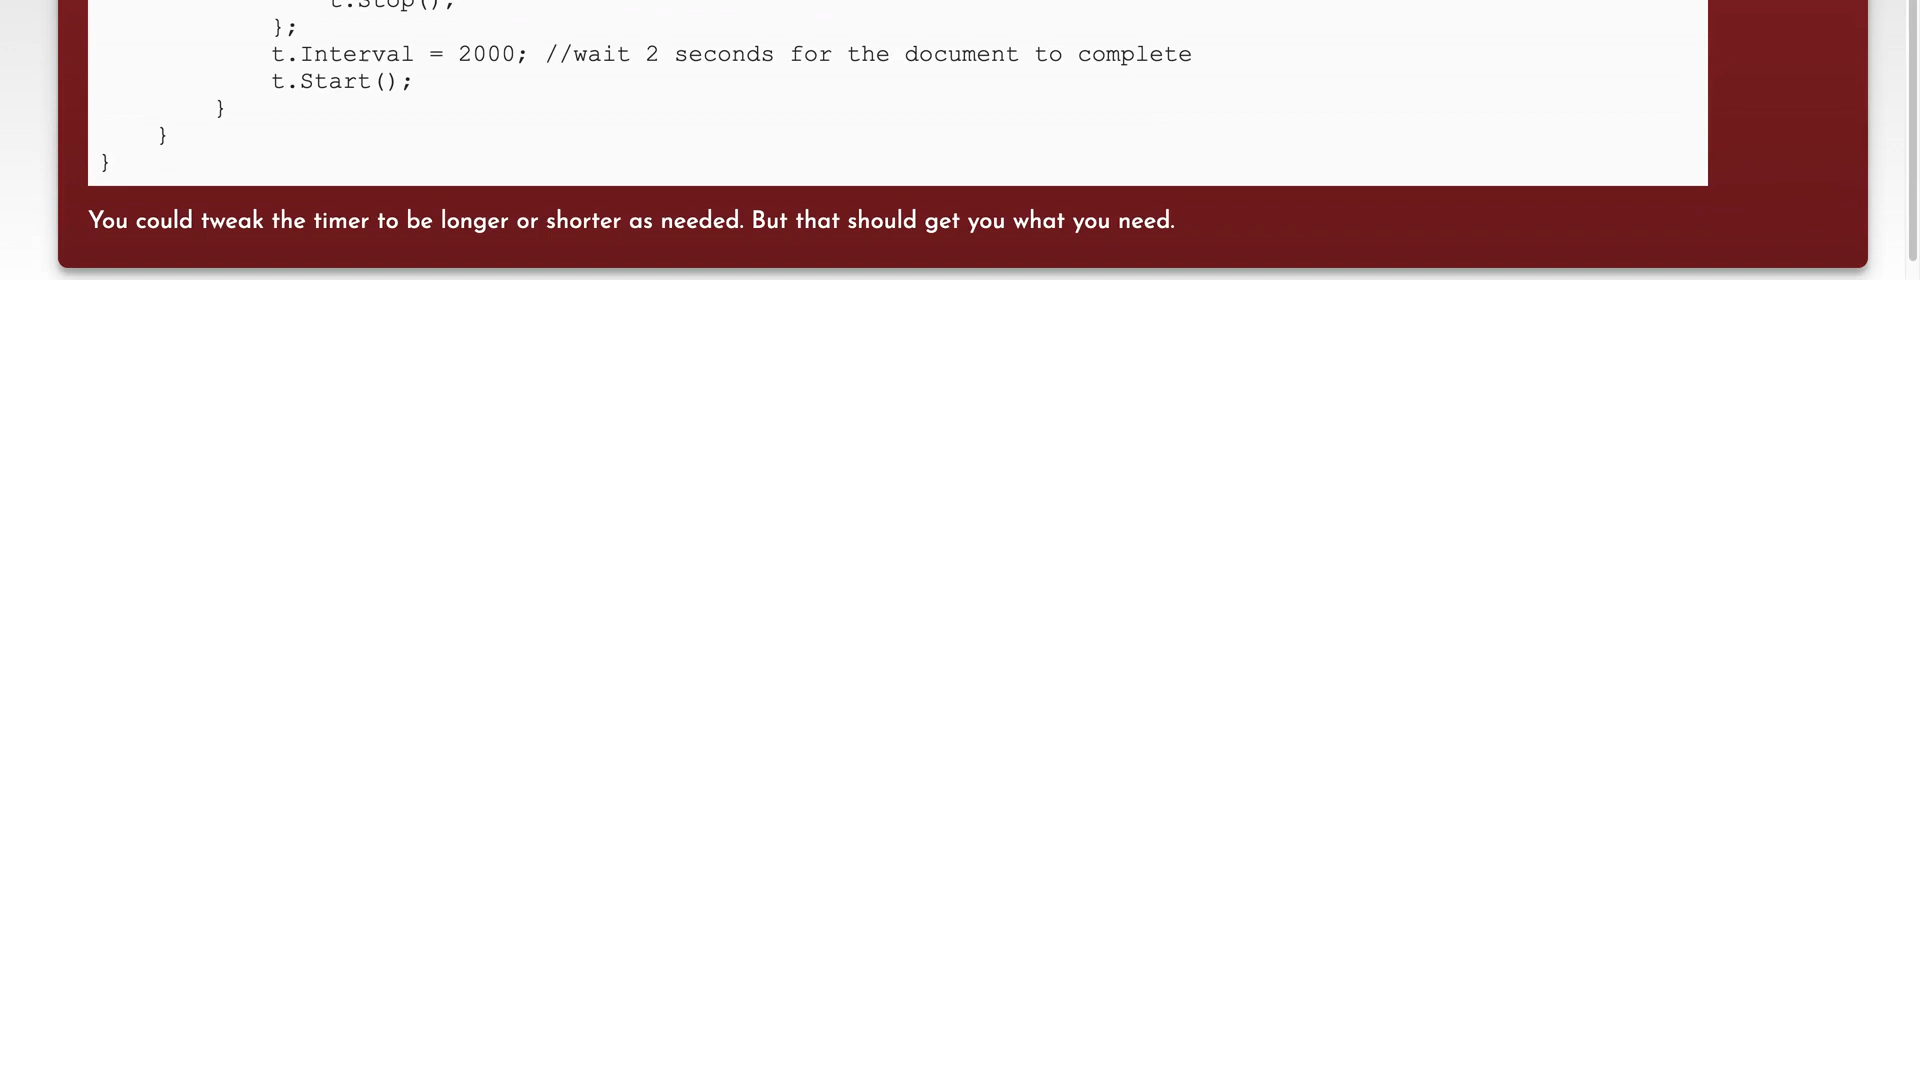 t.Stop();
};
t.Interval = 2000; //wait 2 seconds for the document to complete
t.Start();
}
}
}
You could tweak the timer to be longer or shorter as needed. But that should get you what you need.